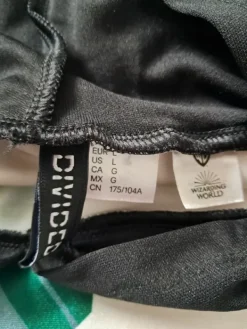 DIVIDED
EUR L
US L
CA G
MX G
CN 175/104A
WIZARDING
WORLD